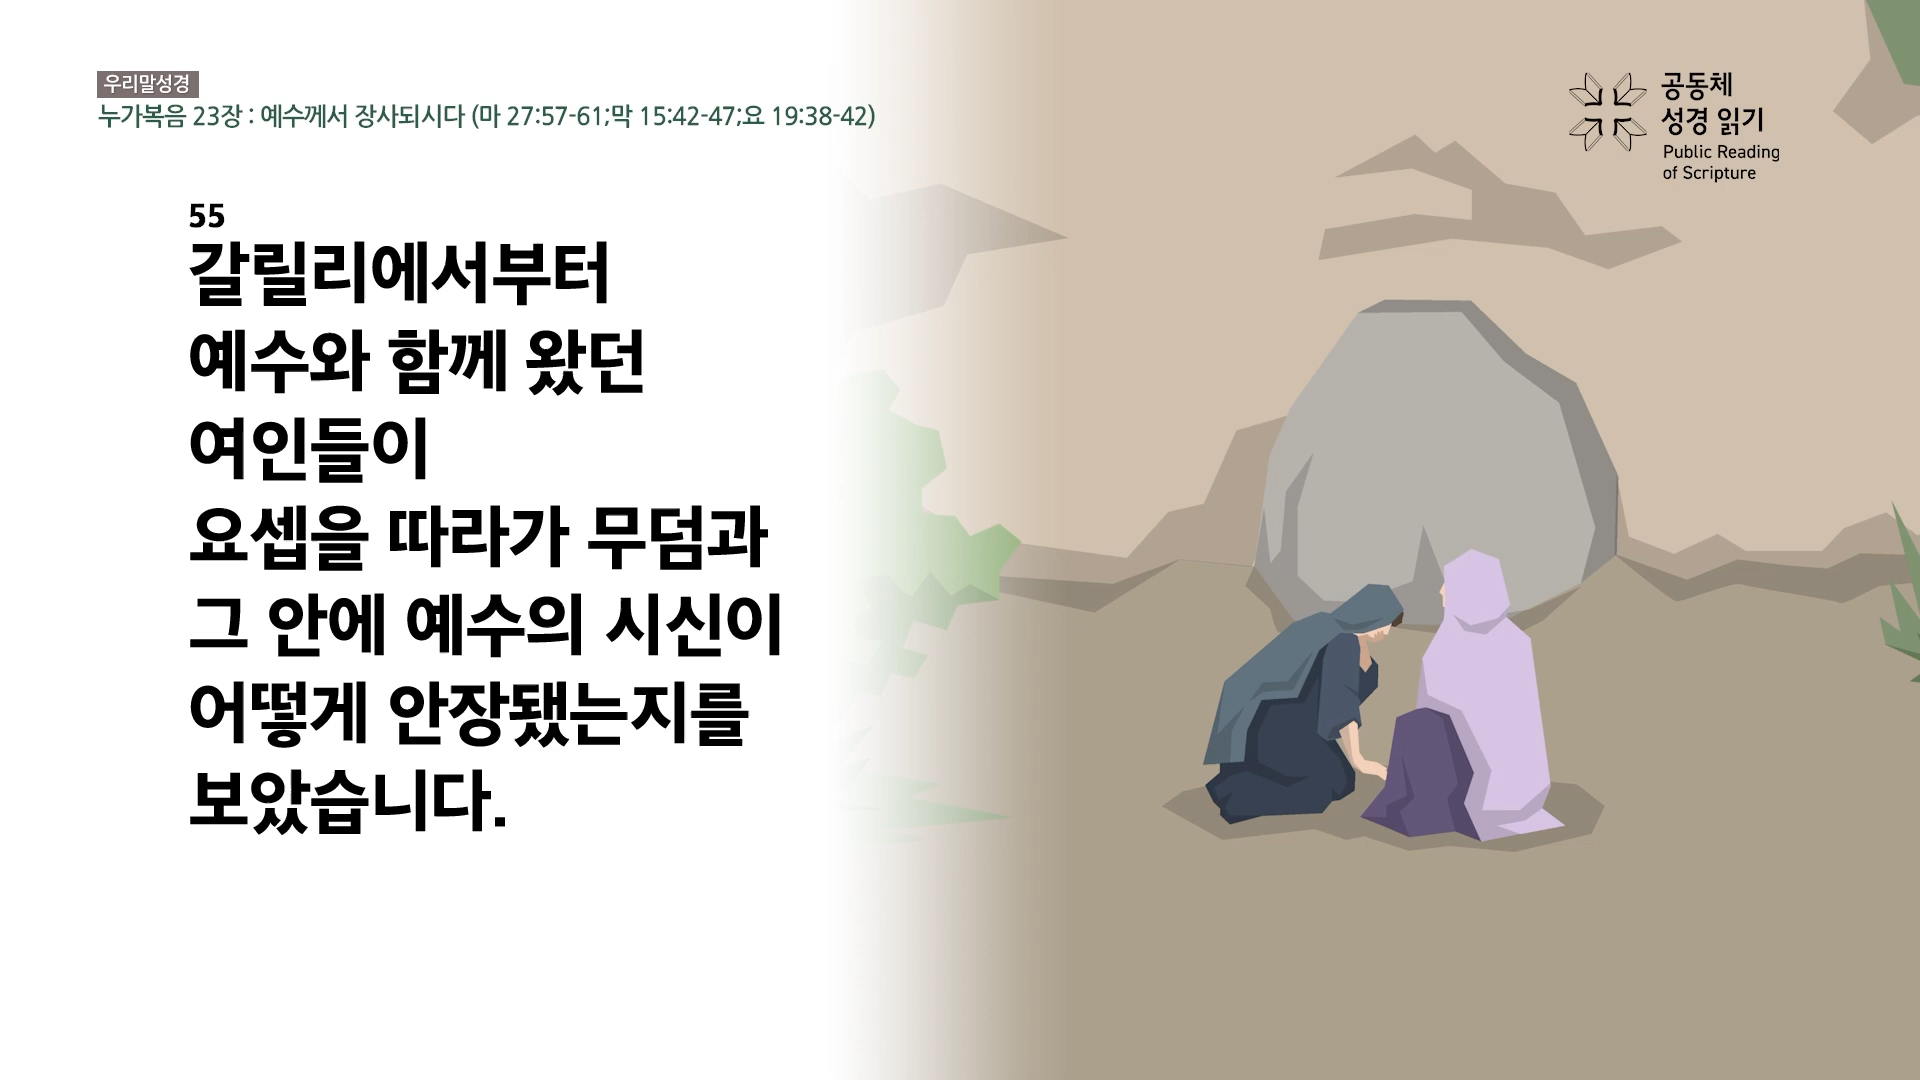 우리말성경
누가복음 23장 : 예수께서 장사되시다 (마 27:57-61;막 15:42-47;요 19:38-42)
공동체
성경 읽기
Public Reading
of Scripture
55
갈릴리에서부터
예수와 함께 왔던
여인들이
요셉을 따라가 무덤과
그 안에 예수의 시신이
어떻게 안장됐는지를
보았습니다.